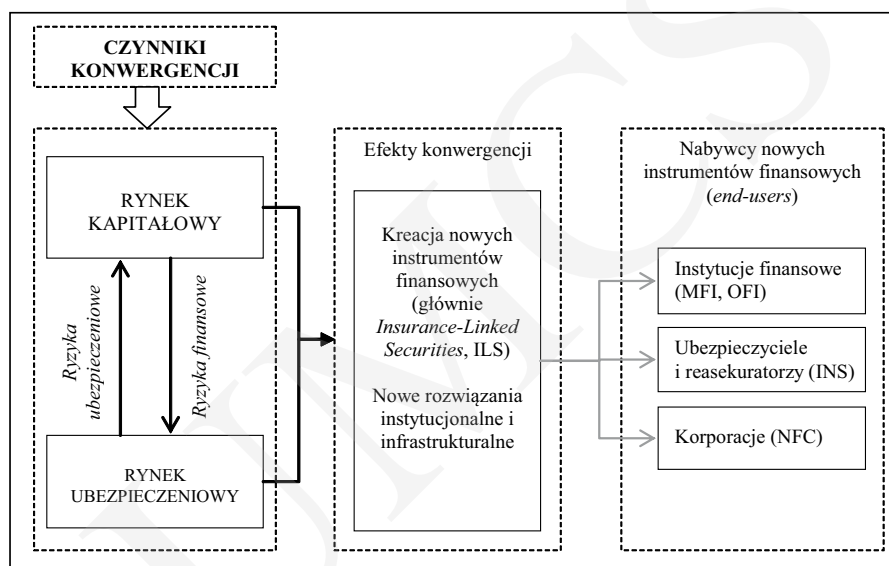 CZYNNIKI
KONWERGENCJI
RYNEK
KAPITAŁOWY
Ryzyka
ubezpieczeniowe
Ryzyka finansowe
RYNEK
UBEZPIECZENIOWY
Efekty konwergencji
Kreacja nowych
instrumentów
finansowych
(głównie
Insurance-Linked
Securities, ILS)
Nowe rozwiązania
instytucjonalne i
infrastrukturalne
Nabywcy nowych
instrumentów finansowych
(end-users)
Instytucje finansowe
(MFI, OFI)
Ubezpieczyciele
i reasekuratorzy (INS)
Korporacje (NFC)
UMCS